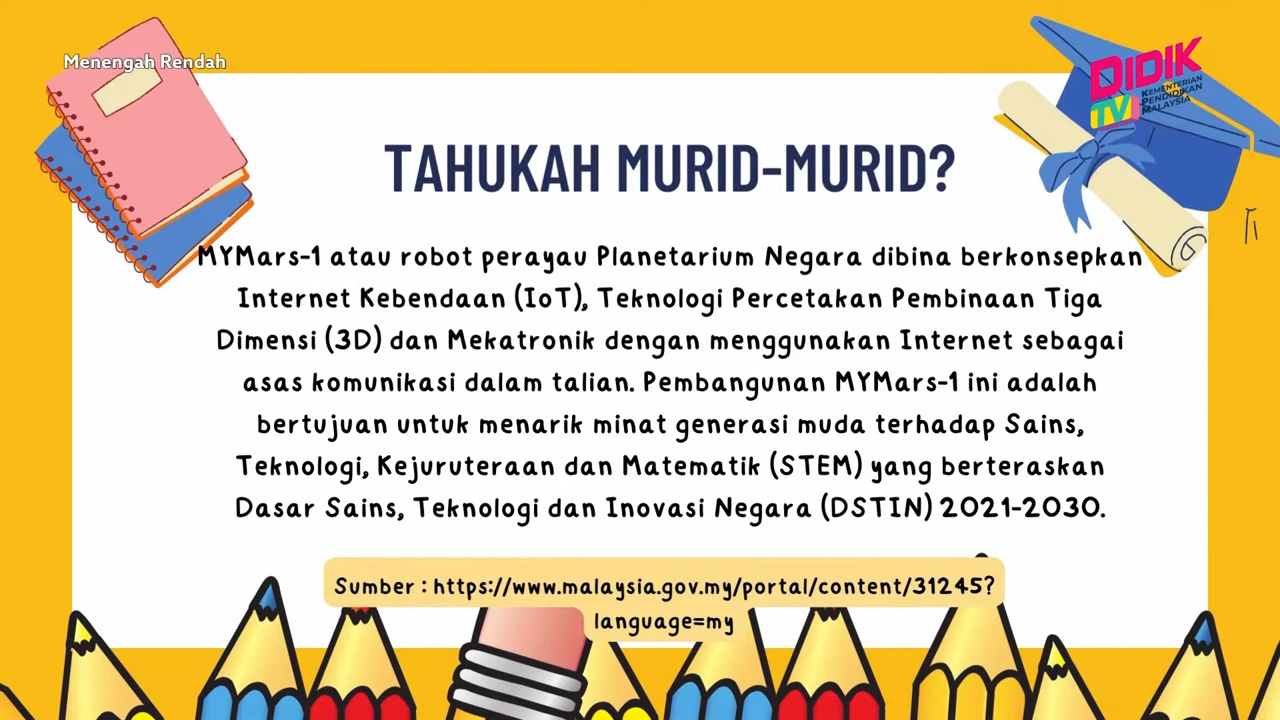 Menengah Rendah
DIDIK
TV
KEMENTERIAN
PENDIDIKAN
MALAYSIA
TAHUKAH MURID-MURID?
MYMars-1 atau robot perayau Planetarium Negara dibina berkonsepkan
Internet Kebendaan (IoT), Teknologi Percetakan Pembinaan Tiga
Dimensi (3D) dan Mekatronik dengan menggunakan Internet sebagai
asas komunikasi dalam talian. Pembangunan MYMars-1 ini adalah
bertujuan untuk menarik minat generasi muda terhadap Sains,
Teknologi, Kejuruteraan dan Matematik (STEM) yang berteraskan
Dasar Sains, Teknologi dan Inovasi Negara (DSTIN) 2021-2030.
Sumber : https://www.malaysia.gov.my/portal/content/31245?
language=my